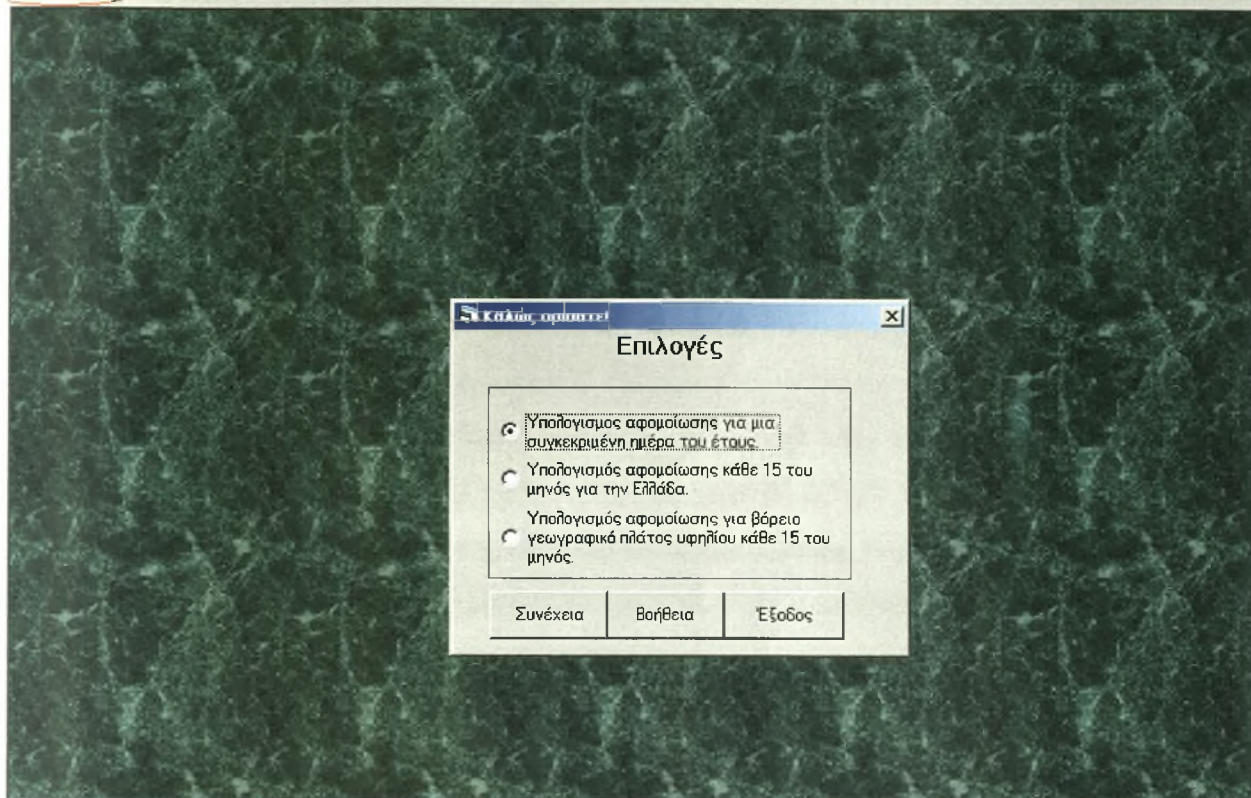 Καλώς ορίσατε!
Επιλογές
Υπολογισμος αφομοίωσης για μια
συγκεκριμένη ημέρα του έτους.
Υπολογισμός αφομοίωσης κάθε 15 του
μηνός για την Ελλάδα.
Υπολογισμός αφομοίωσης για βόρειο
γεωγραφικό πλάτος υφηλίου κάθε 15 του
μηνός.
Συνέχεια Βοήθεια Έξοδος